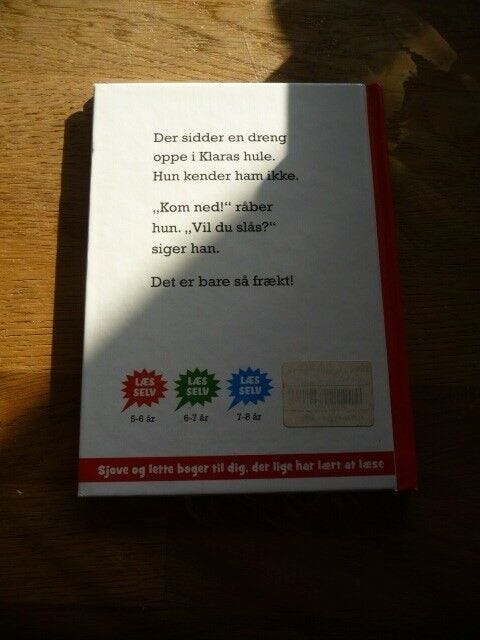 Der sidder en dreng
oppe i Klaras hule.
Hun kender ham ikke.
„Kom ned!“ råber
hun. „Vil du slås?“
siger han.
Det er bare så frækt!
LÆS SELV
5-6 år
LÆS SELV
6-7 år
LÆS SELV
7-8 år
Sjove og lette bøger til dig, der lige har lært at læse